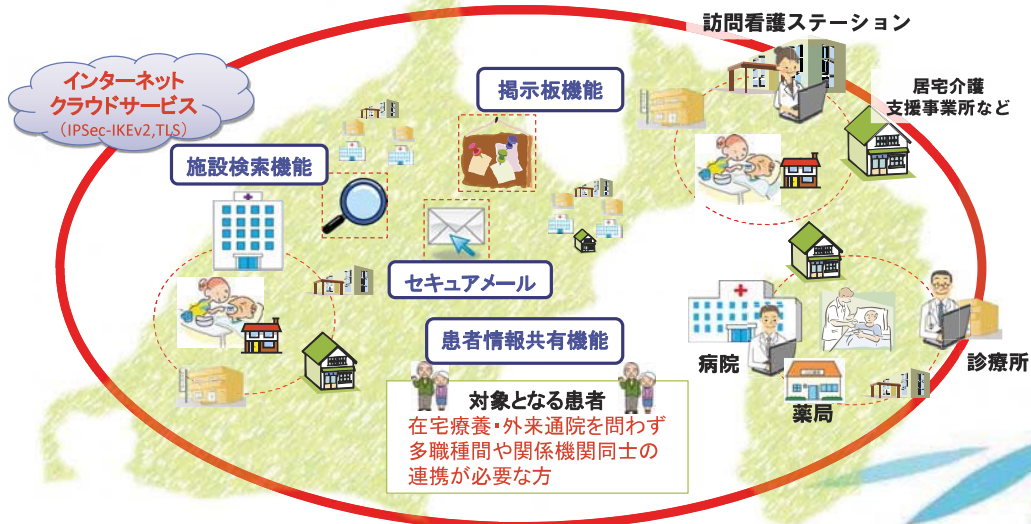 訪問看護ステーション
インターネット
クラウドサービス
（IPSec-IKEv2,TLS）
掲示板機能
居宅介護
支援事業所など
施設検索機能
セキュアメール
患者情報共有機能
病院
診療所
薬局
対象となる患者
在宅療養・外来通院を問わず
多職種間や関係機関同士の
連携が必要な方